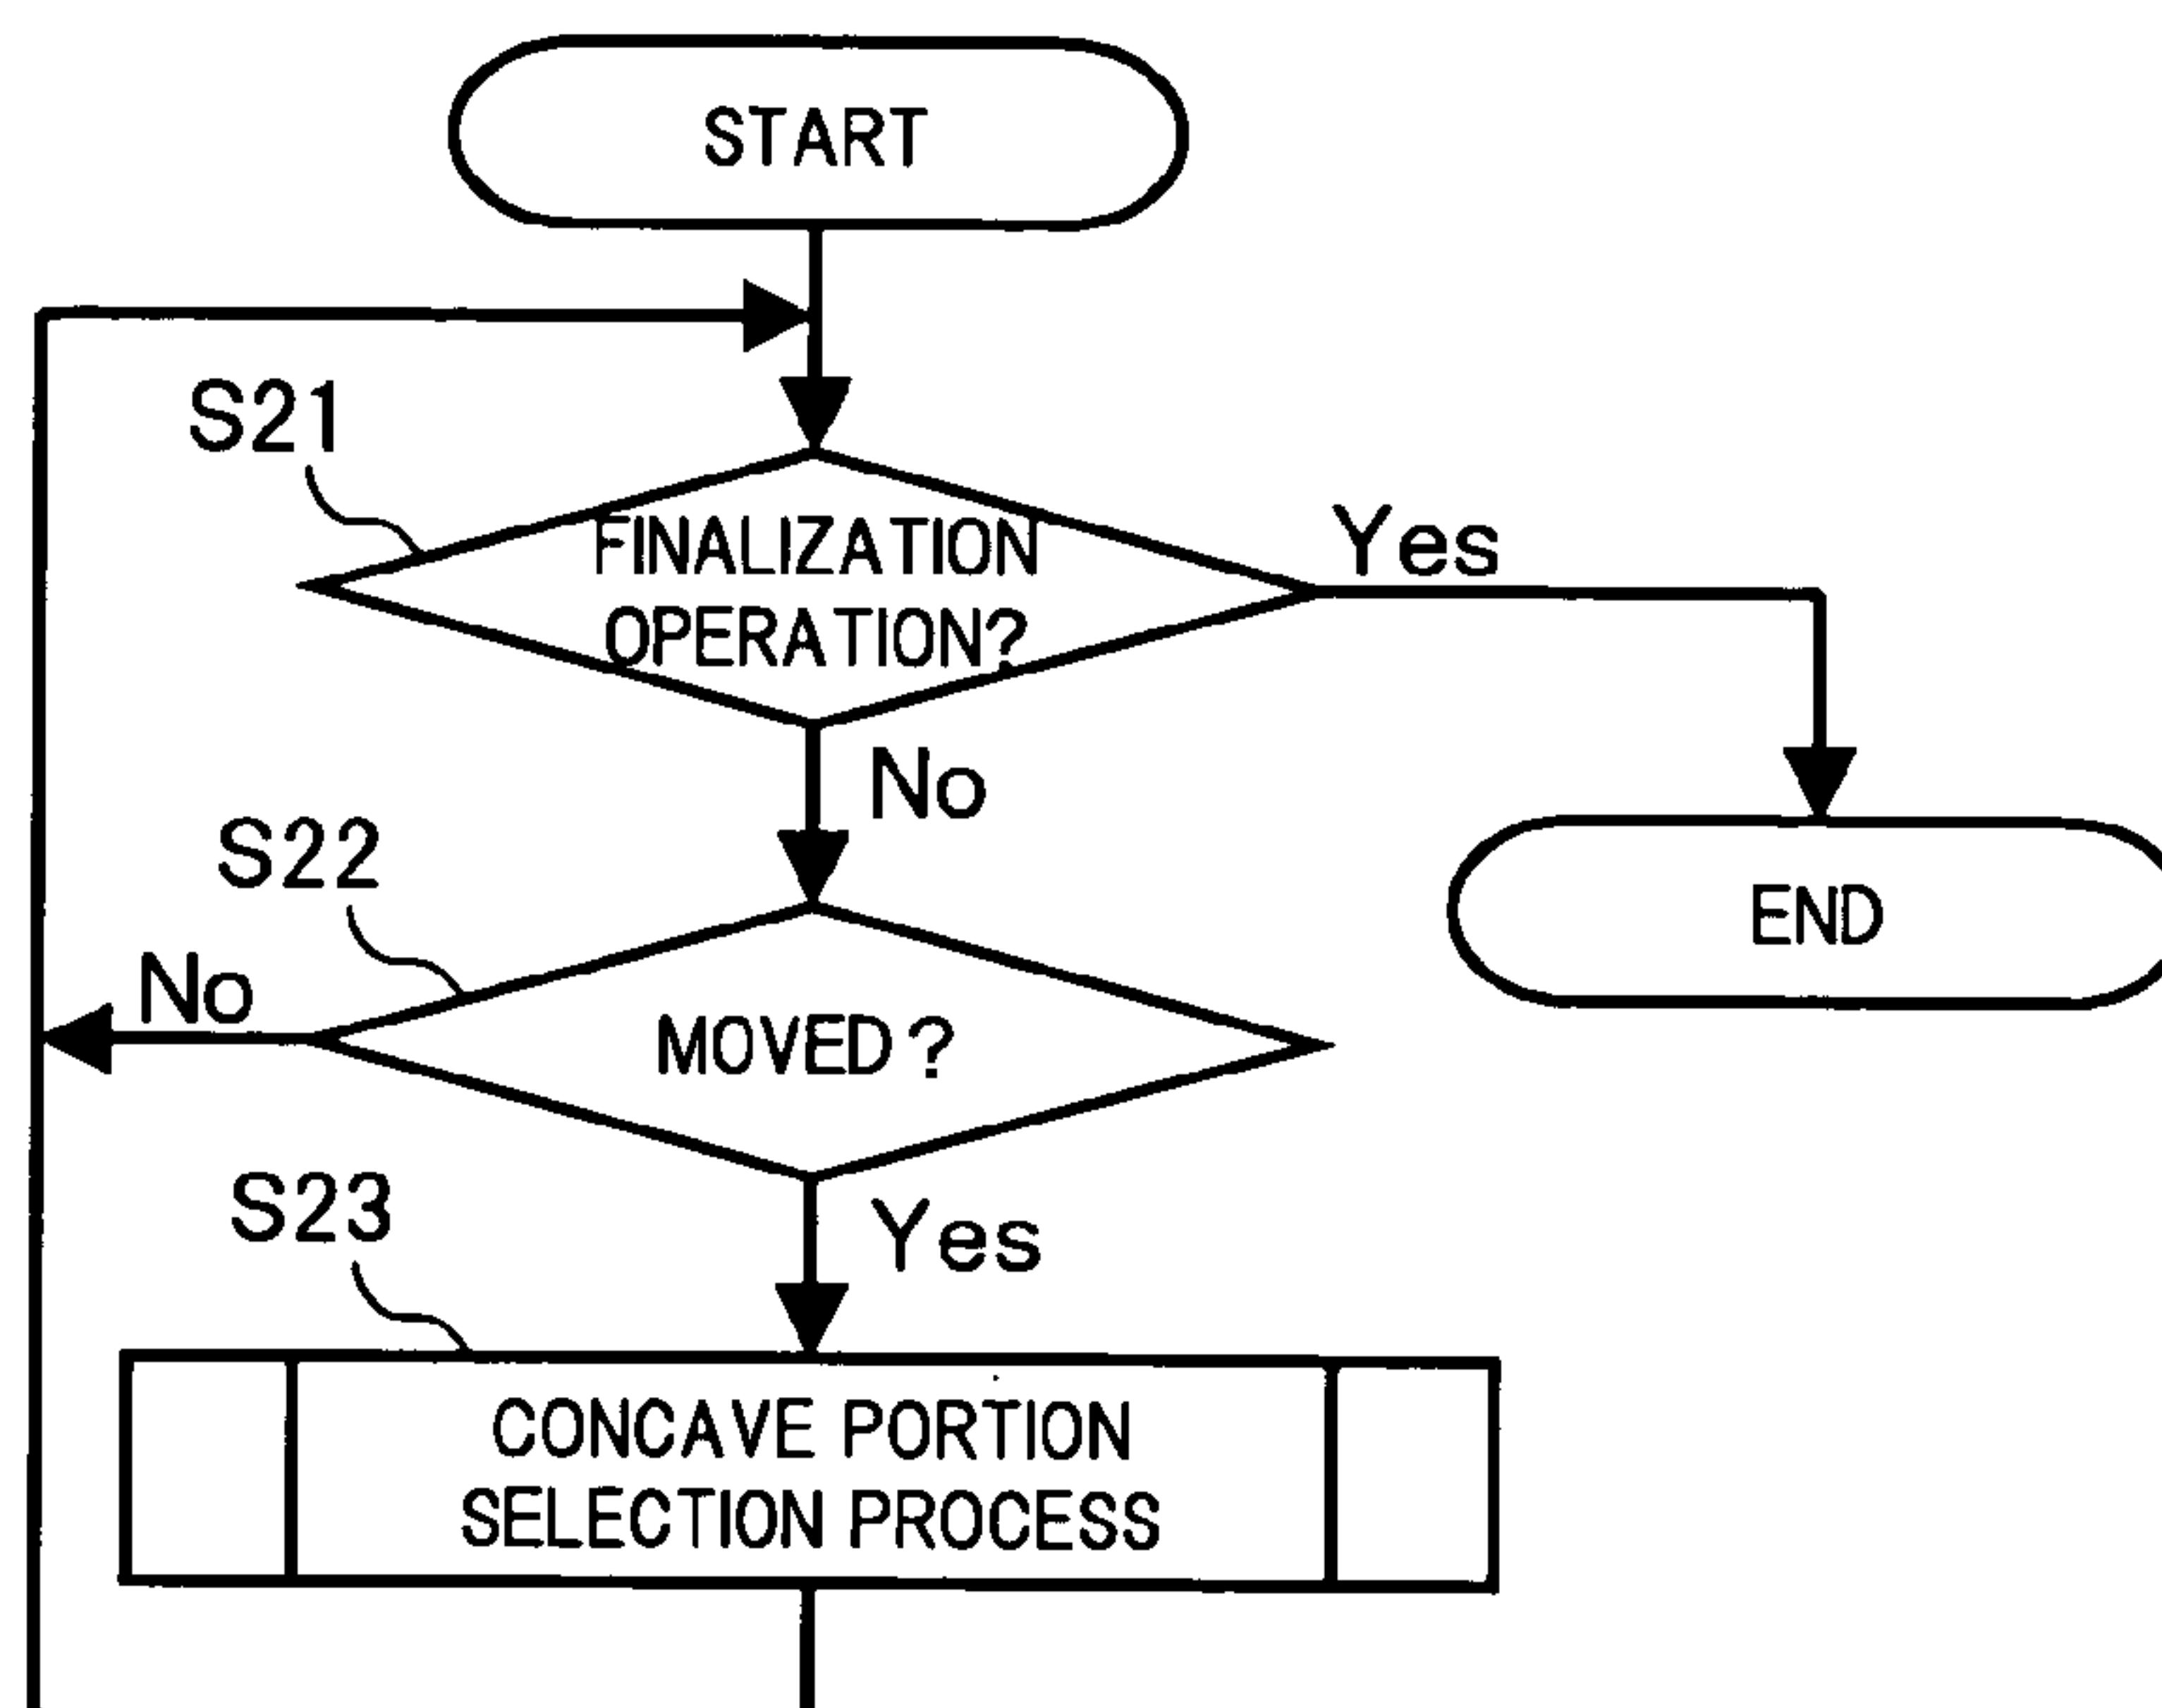 START
S21
FINALIZATION
OPERATION?
Yes
No
S22
END
No
MOVED?
S23
Yes
CONCAVE PORTION
SELECTION PROCESS